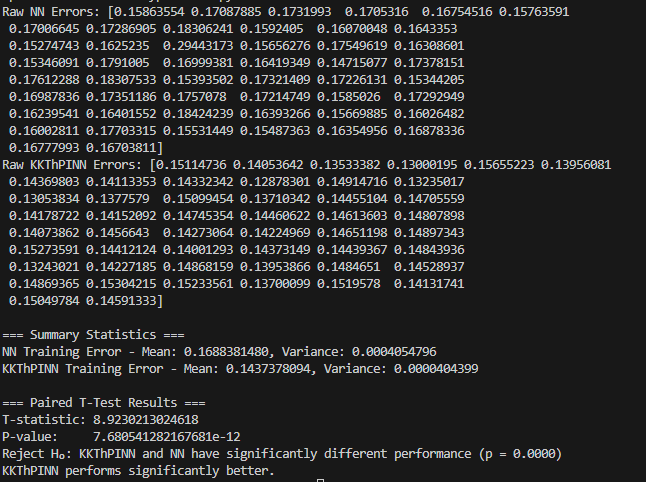 Raw NN Errors: [0.15863554 0.17087885 0.1731993  0.1705316  0.16754516 0.15763591
 0.17006645 0.17286905 0.18306241 0.1592405  0.16070048 0.1643353
 0.15274743 0.1625235  0.29443173 0.15656276 0.17549619 0.16308601
 0.15346091 0.1791005  0.16999381 0.16419349 0.14715077 0.17378151
 0.17612288 0.18307533 0.15393502 0.17321409 0.17226131 0.15344205
 0.16987836 0.17351186 0.1757078  0.17214749 0.1585026  0.17292949
 0.16239541 0.16401552 0.18424239 0.16393266 0.15669885 0.16026482
 0.16002811 0.17703315 0.15531449 0.15487363 0.16354956 0.16878336
 0.16777993 0.16703811]
Raw KKThPINN Errors: [0.15114736 0.14053642 0.13533382 0.13000195 0.15655223 0.13956081
 0.14369803 0.14113353 0.14332342 0.12878301 0.14914716 0.13235017
 0.13053834 0.1377579  0.15099454 0.13710342 0.14455104 0.14705559
 0.14178722 0.14152092 0.14745354 0.14460622 0.14613603 0.14807898
 0.14073862 0.1456643  0.14273064 0.14224969 0.14651198 0.14897343
 0.15273591 0.14412124 0.14001293 0.14373149 0.14439367 0.14843936
 0.13243021 0.14227185 0.14868159 0.13953866 0.1484651  0.14528937
 0.14869365 0.15304215 0.15233561 0.13700099 0.1519578  0.14131741
 0.15049784 0.14591333]

=== Summary Statistics ===
NN Training Error - Mean: 0.1688381480, Variance: 0.0004054796
KKThPINN Training Error - Mean: 0.1437378094, Variance: 0.0000404399

=== Paired T-Test Results ===
T-statistic: 8.9230213024618
P-value:     7.680541282167681e-12
Reject H₀: KKThPINN and NN have significantly different performance (p = 0.0000)
KKThPINN performs significantly better.